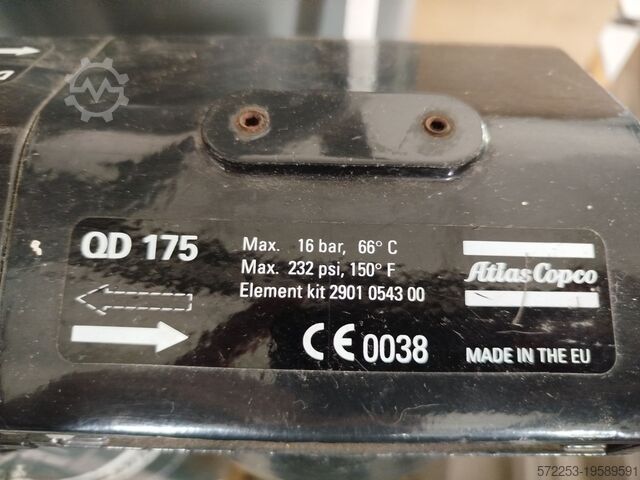 QD 175
Max. 16 bar, 66° C
Max. 232 psi, 150° F
Element kit 2901 0543 00
Atlas Copco
CE 0038
MADE IN THE EU
572253-19589591